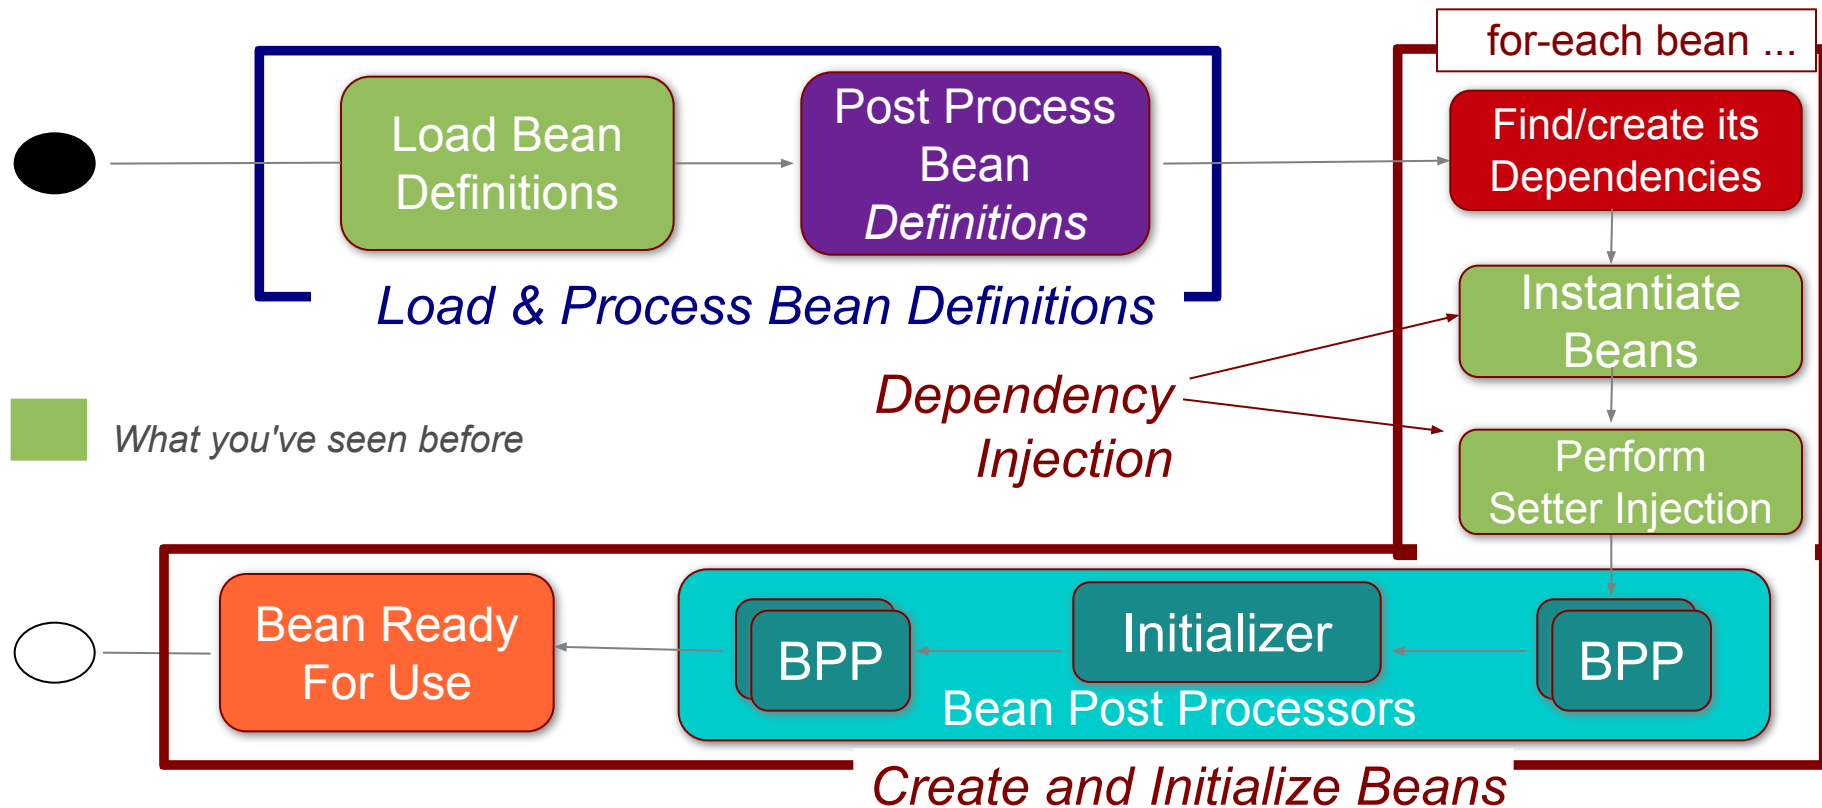 for-each bean ...
Load Bean
Definitions
Post Process
Bean
Definitions
Find/create its
Dependencies
Load & Process Bean Definitions
Instantiate
Beans
Dependency
Injection
What you've seen before
Perform
Setter Injection
BPP
Initializer
BPP
Bean Post Processors
Bean Ready
For Use
Create and Initialize Beans